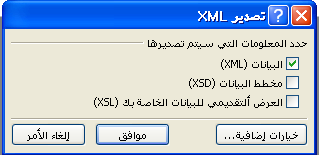 تصدير XML
حدد المعلومات التي سيتم تصديرها
البيانات (XML)
مخطط البيانات (XSD)
العرض ألتقديمي للبيانات الخاصة بك (XSL)
خيارات إضافية... موافق إلغاء الأمر